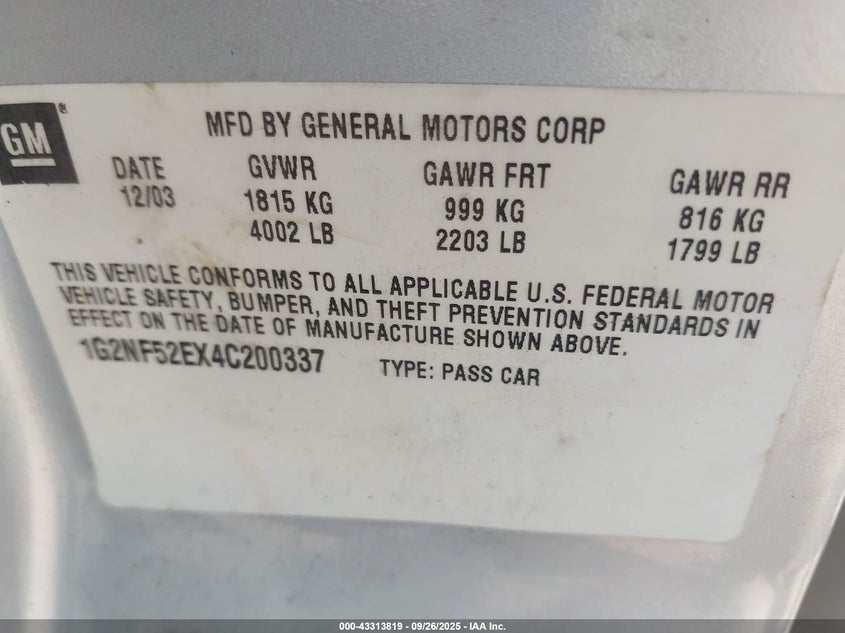 GM®
MFD BY GENERAL MOTORS CORP
DATE GVWR GAWR FRT GAWR RR
12/03 1815 KG 999 KG 816 KG
4002 LB 2203 LB 1799 LB
THIS VEHICLE CONFORMS TO ALL APPLICABLE U.S. FEDERAL MOTOR
VEHICLE SAFETY, BUMPER, AND THEFT PREVENTION STANDARDS IN
EFFECT ON THE DATE OF MANUFACTURE SHOWN ABOVE.
1G2NF52EX4C200337 TYPE: PASS CAR
000-43313819 - 09/26/2025 - IAA Inc.